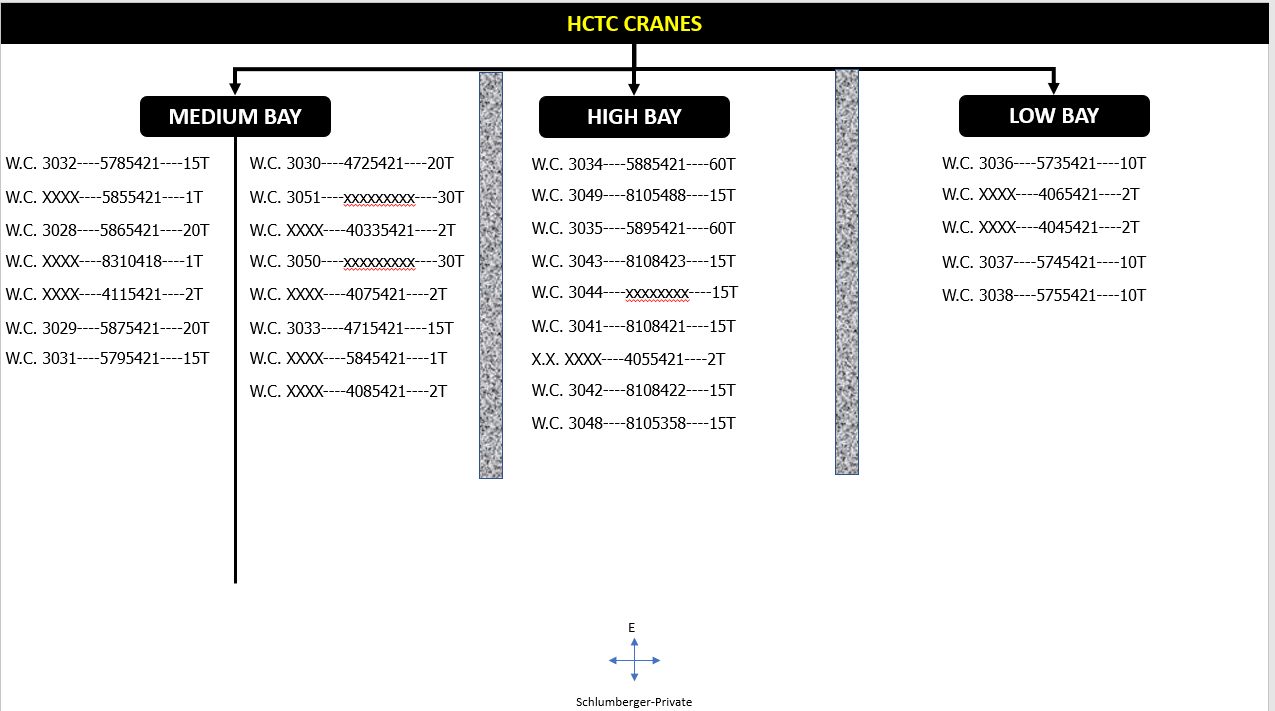 HCTC CRANES
MEDIUM BAY
W.C. 3032----5785421----15T
W.C. XXXX----5855421----1T
W.C. 3028----5865421----20T
W.C. XXXX----8310418----1T
W.C. XXXX----4115421----2T
W.C. 3029----5875421----20T
W.C. 3031----5795421----15T
W.C. 3030----4725421----20T
W.C. 3051----xxxxxxxxx----30T
W.C. XXXX----40335421----2T
W.C. 3050----xxxxxxxxx----30T
W.C. XXXX----4075421----2T
W.C. 3033----4715421----15T
W.C. XXXX----5845421----1T
W.C. XXXX----4085421----2T
HIGH BAY
W.C. 3034----5885421----60T
W.C. 3049----8105488----15T
W.C. 3035----5895421----60T
W.C. 3043----8108423----15T
W.C. 3044----xxxxxxxx----15T
W.C. 3041----8108421----15T
X.X. XXXX----4055421----2T
W.C. 3042----8108422----15T
W.C. 3048----8105358----15T
LOW BAY
W.C. 3036----5735421----10T
W.C. XXXX----4065421----2T
W.C. XXXX----4045421----2T
W.C. 3037----5745421----10T
W.C. 3038----5755421----10T
E
Schlumberger-Private